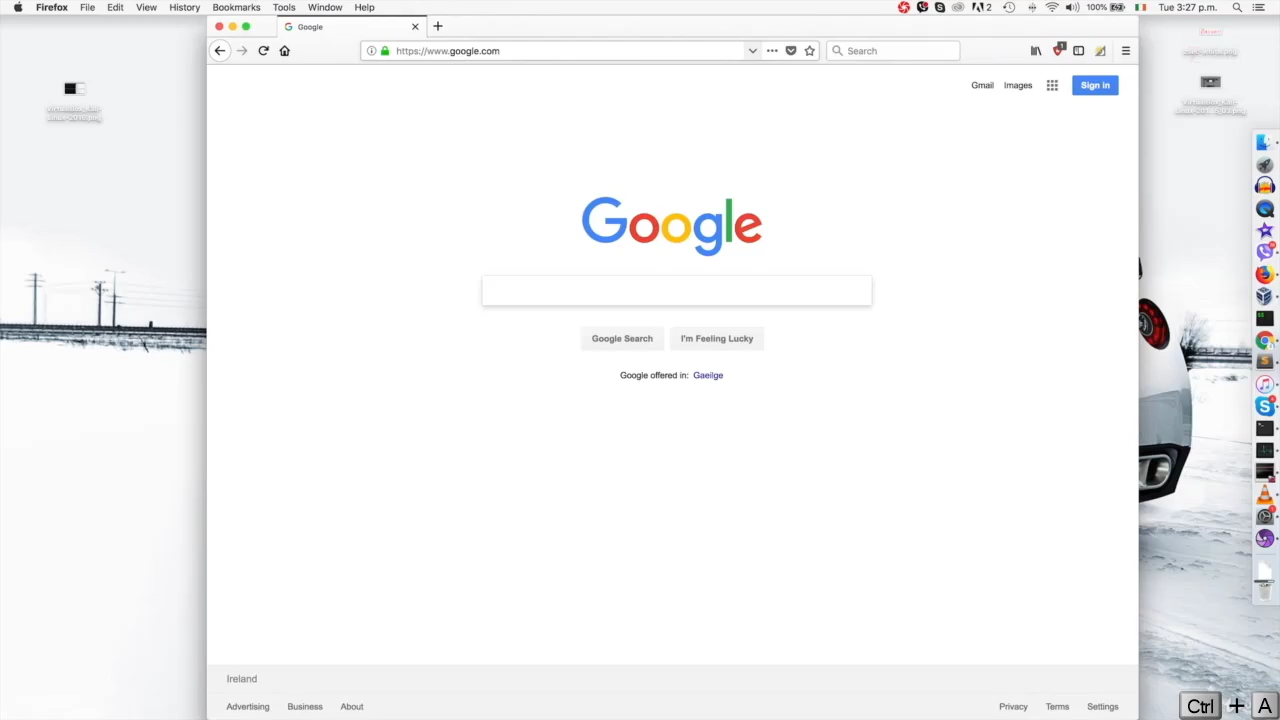 Firefox File Edit View History Bookmarks Tools Window Help
2 100% Tue 3:27 p.m.
Google
https://www.google.com
Search
1
Gmail Images Sign in
Google
Google Search I'm Feeling Lucky
Google offered in: Gaeilge
Ireland
Advertising Business About
Privacy Terms Settings
Ctrl + A